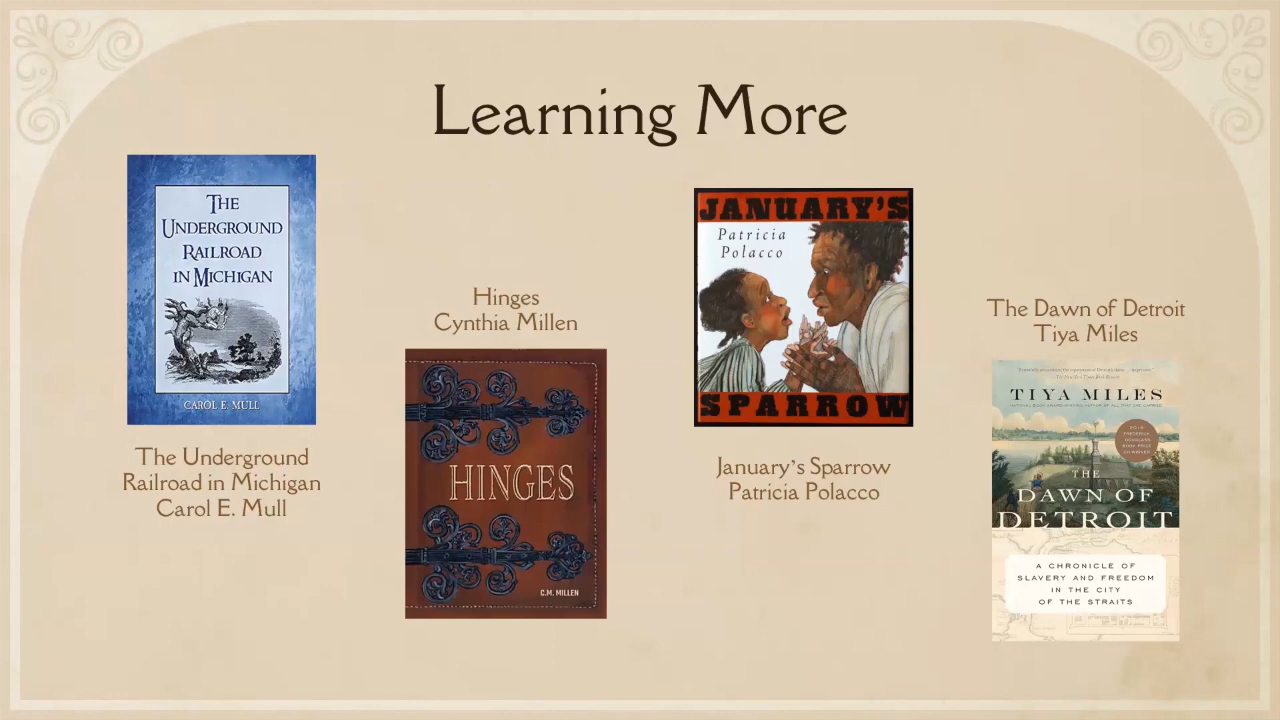 Learning More
THE
UNDERGROUND
RAILROAD
IN MICHIGAN
CAROL E. MULL
The Underground
Railroad in Michigan
Carol E. Mull
Hinges
Cynthia Millen
HINGES
C.M. MILLEN
JANUARY'S
Patricia
Polacco
SPARROW
January's Sparrow
Patricia Polacco
The Dawn of Detroit
Tiya Miles
TIYA MILES
THE
DAWN OF
DETROIT
A CHRONICLE OF
SLAVERY AND FREEDOM
IN THE CITY
OF THE STRAITS